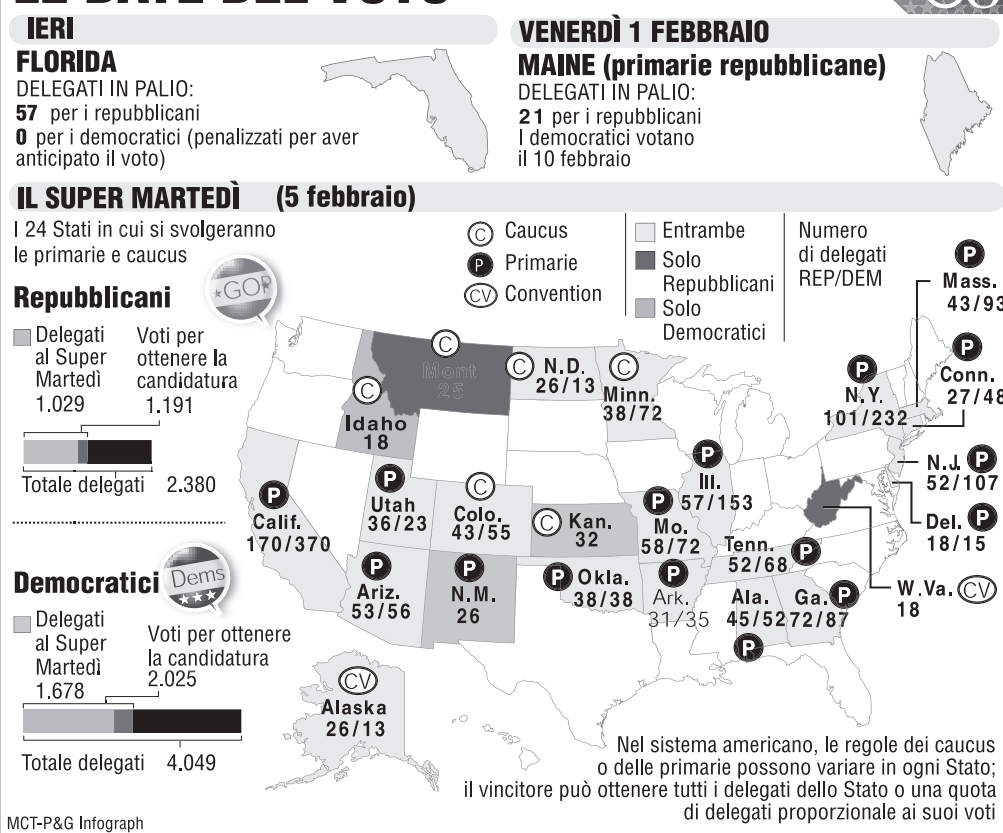 LE DATE DEL VOTO
IERI
FLORIDA
DELEGATI IN PALIO:
57 per i repubblicani
0 per i democratici (penalizzati per aver
anticipato il voto)
VENERDÌ 1 FEBBRAIO
MAINE (primarie repubblicane)
DELEGATI IN PALIO:
21 per i repubblicani
I democratici votano
il 10 febbraio
IL SUPER MARTEDÌ (5 febbraio)
I 24 Stati in cui si svolgeranno
le primarie e caucus
C Caucus
P Primarie
CV Convention
Entrambe
Solo
Repubblicani
Solo
Democratici
Numero
di delegati
REP/DEM
Repubblicani
GOP
Delegati
al Super
Martedì
1.029
Voti per
ottenere la
candidatura
1.191
Totale delegati 2.380
Democratici
Dems
Delegati
al Super
Martedì
1.678
Voti per ottenere
la candidatura
2.025
Totale delegati 4.049
P
Mass.
43/93
P
Conn.
27/48
P
N.Y.
101/232
N.J. P
52/107
Del. P
18/15
W.Va. CV
18
C
Mont
25
C N.D.
26/13
C
Minn.
38/72
C
Idaho
18
P
Calif.
170/370
P
Utah
36/23
C
Colo.
43/55
C Kan.
32
P
Mo.
58/72
P
Ill.
57/153
Tenn. P
52/68
P
Ariz.
53/56
P
N.M.
26
P Okla.
38/38
P
Ark.
31/35
Ala.
45/52
P
Ga. P
72/87
CV
Alaska
26/13
Nel sistema americano, le regole dei caucus
o delle primarie possono variare in ogni Stato;
il vincitore può ottenere tutti i delegati dello Stato o una quota
di delegati proporzionale ai suoi voti
MCT-P&G Infograph